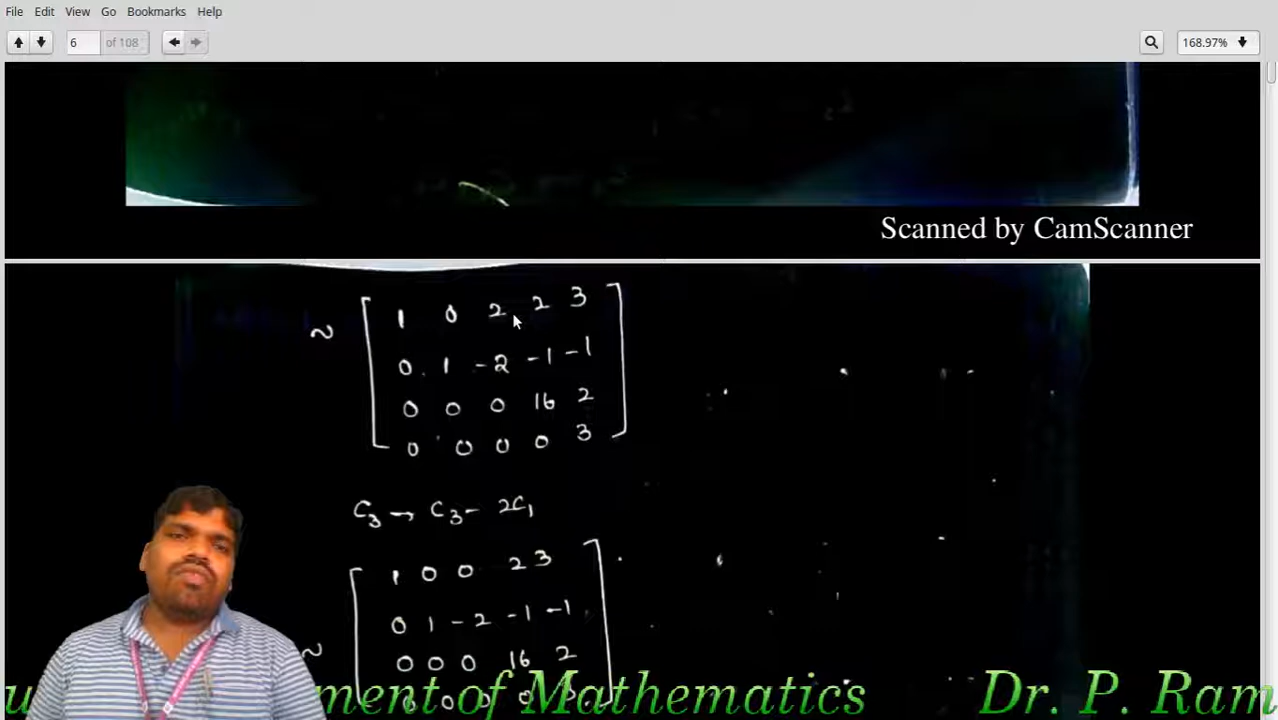 File Edit View Go Bookmarks Help
6 of 108 168.97%
Scanned by CamScanner
~ [ 1 0 2 2 3 ]
0 1 -2 -1 -1
0 0 0 16 2
0 0 0 0 3
C3 → C3 - 2C1
~ [ 1 0 0 2 3 ]
0 1 -2 -1 -1
0 0 0 16 2
0 0 0
ment of Mathematics Dr. P. Ram